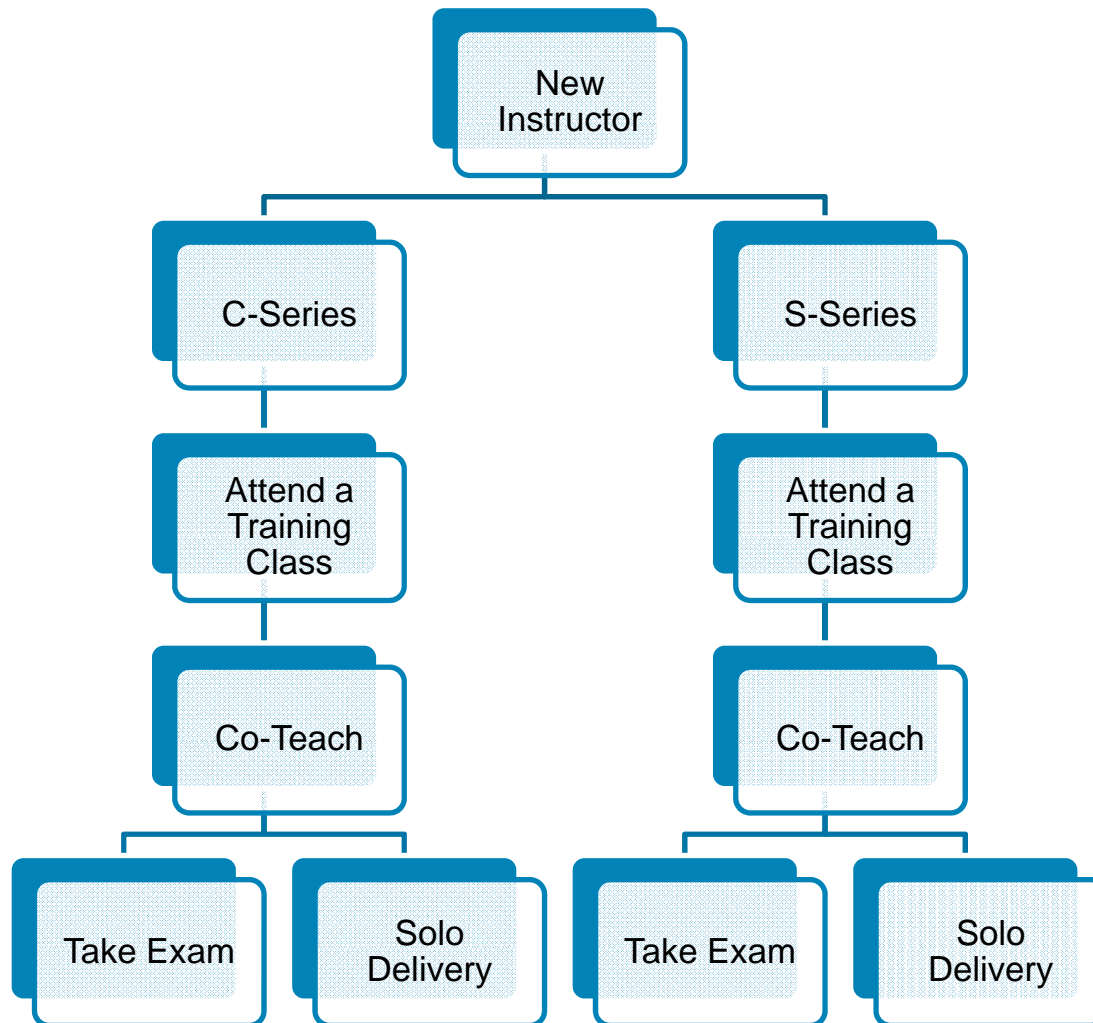 New
Instructor
C-Series
S-Series
Attend a
Training
Class
Attend a
Training
Class
Co-Teach
Co-Teach
Take Exam
Solo
Delivery
Take Exam
Solo
Delivery